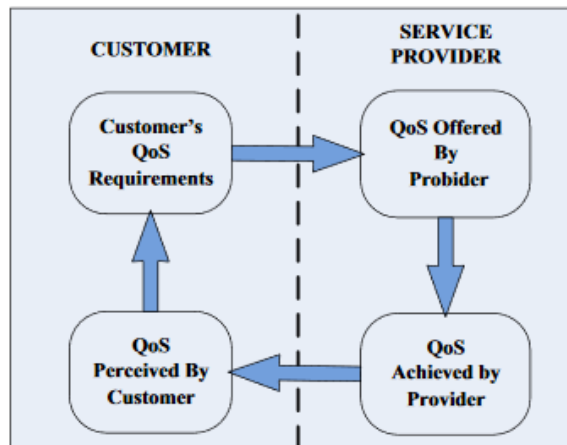 CUSTOMER
SERVICE
PROVIDER
Customer's
QoS
Requirements
QoS Offered
By
Probider
QoS
Perceived By
Customer
QoS
Achieved by
Provider